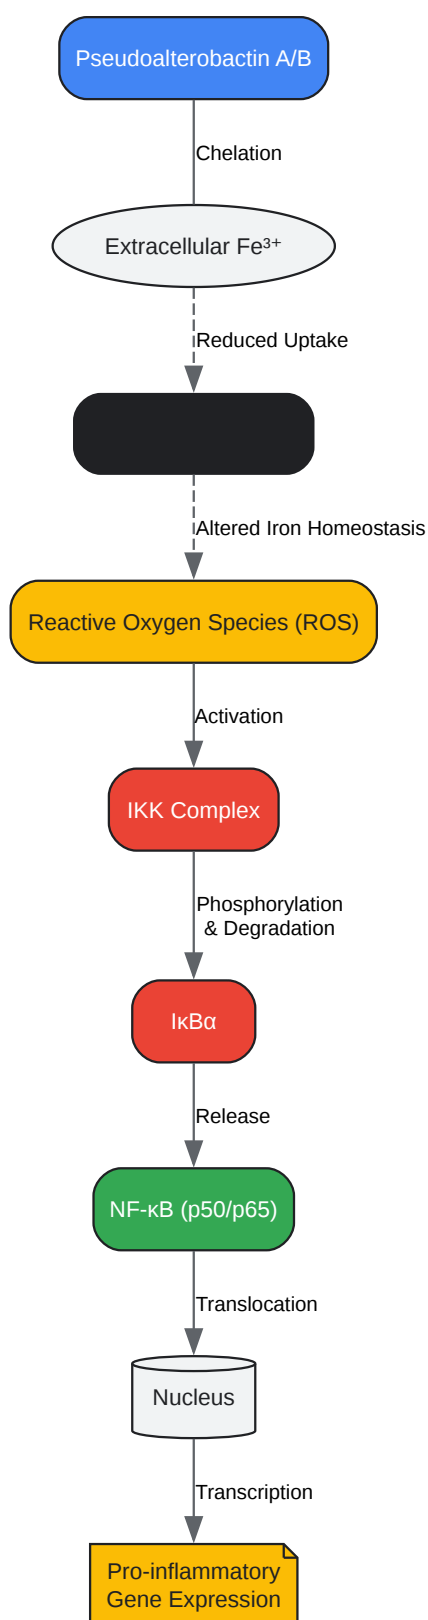 Pseudoalterobactin A/B
Chelation
Extracellular Fe³⁺
Reduced Uptake
Altered Iron Homeostasis
Reactive Oxygen Species (ROS)
Activation
IKK Complex
Phosphorylation
& Degradation
IκBα
Release
NF-κB (p50/p65)
Translocation
Nucleus
Transcription
Pro-inflammatory
Gene Expression